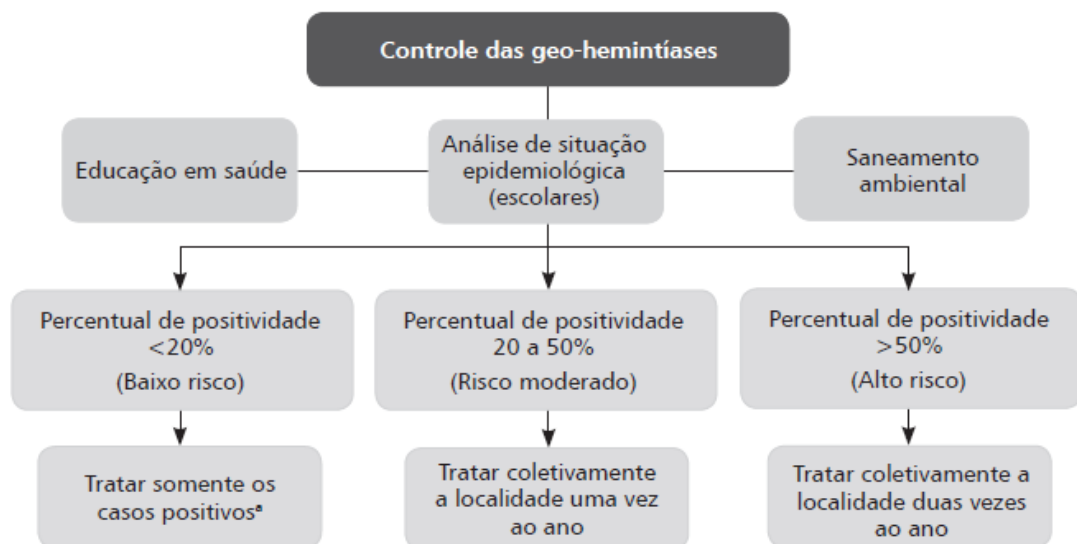 Controle das geo-hemintíases
Educação em saúde
Análise de situação
epidemiológica
(escolares)
Saneamento
ambiental
Percentual de positividade
<20%
(Baixo risco)
Percentual de positividade
20 a 50%
(Risco moderado)
Percentual de positividade
>50%
(Alto risco)
Tratar somente os
casos positivosª
Tratar coletivamente
a localidade uma vez
ao ano
Tratar coletivamente a
localidade duas vezes
ao ano